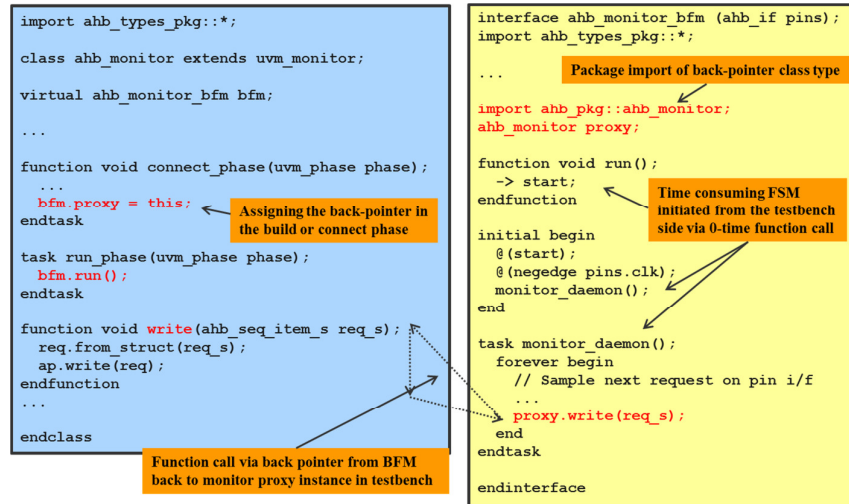 import ahb_types_pkg::*;
class ahb_monitor extends uvm_monitor;
virtual ahb_monitor_bfm bfm;
...
function void connect_phase(uvm_phase phase);
...
bfm.proxy = this;
endtask
Assigning the back-pointer in
the build or connect phase
task run_phase(uvm_phase phase);
bfm.run();
endtask
function void write(ahb_seq_item_s req_s);
req.from_struct(req_s);
ap.write(req);
endfunction
...
endclass
Function call via back pointer from BFM
back to monitor proxy instance in testbench
interface ahb_monitor_bfm (ahb_if pins);
import ahb_types_pkg::*;
...
Package import of back-pointer class type
import ahb_pkg::ahb_monitor;
ahb_monitor proxy;
function void run();
-> start;
endfunction
Time consuming FSM
initiated from the testbench
side via 0-time function call
initial begin
@(start);
@(negedge pins.clk);
monitor_daemon();
end
task monitor_daemon();
forever begin
// Sample next request on pin i/f
...
proxy.write(req_s);
end
endtask
endinterface